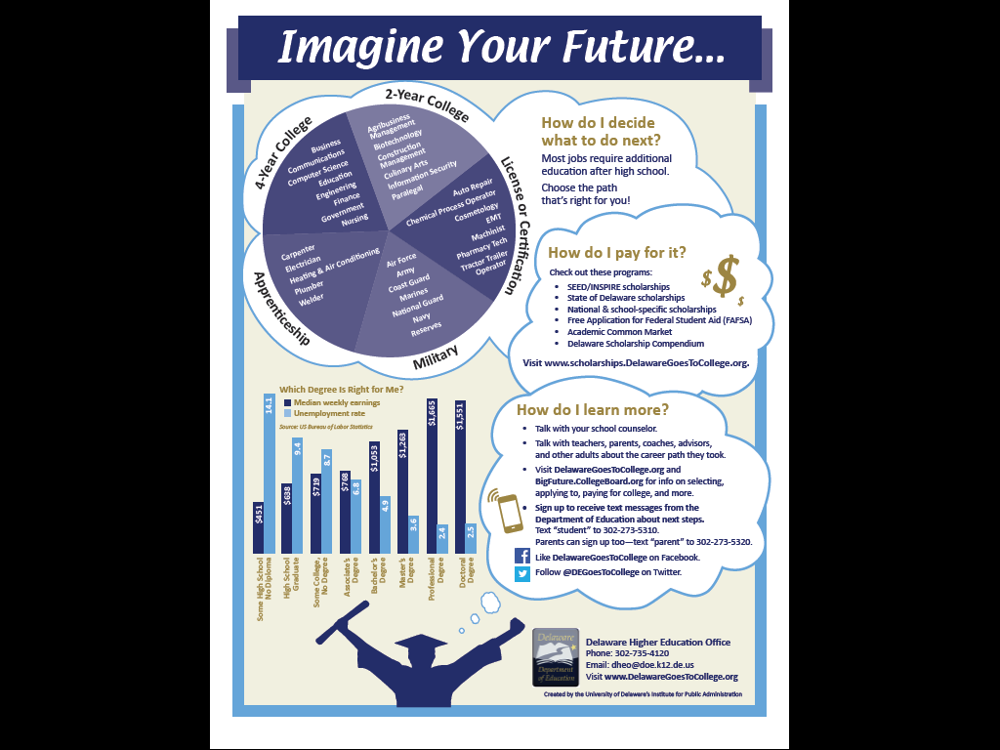 Imagine Your Future...
2-Year College
Agribusiness
Management
Biotechnology
Construction
Management
Culinary Arts
Information Security
Paralegal
4-Year College
Business
Communications
Computer Science
Education
Engineering
Finance
Government
Nursing
License or Certification
Auto Repair
Chemical Process Operator
Cosmetology
EMT
Machinist
Pharmacy Tech
Tractor Trailer
Operator
Apprenticeship
Carpenter
Electrician
Heating & Air Conditioning
Plumber
Welder
Military
Air Force
Army
Coast Guard
Marines
National Guard
Navy
Reserves
How do I decide
what to do next?
Most jobs require additional
education after high school.
Choose the path
that's right for you!
How do I pay for it?
Check out these programs:
• SEED/INSPIRE scholarships
• State of Delaware scholarships
• National & school-specific scholarships
• Free Application for Federal Student Aid (FAFSA)
• Academic Common Market
• Delaware Scholarship Compendium
Visit www.scholarships.DelawareGoesToCollege.org.
$ $ $
Which Degree Is Right for Me?
Median weekly earnings
Unemployment rate
Source: US Bureau of Labor Statistics
$451 14.1
$638 9.4
$719 8.7
$768 6.8
$1,053 4.9
$1,263 3.6
$1,665 2.4
$1,551 2.5
Some High School
No Diploma
High School
Graduate
Some College,
No Degree
Associate's
Degree
Bachelor's
Degree
Master's
Degree
Professional
Degree
Doctoral
Degree
How do I learn more?
• Talk with your school counselor.
• Talk with teachers, parents, coaches, advisors,
and other adults about the career path they took.
• Visit DelawareGoesToCollege.org and
BigFuture.CollegeBoard.org for info on selecting,
applying to, paying for college, and more.
• Sign up to receive text messages from the
Department of Education about next steps.
Text "student" to 302-273-5310.
Parents can sign up too—text "parent" to 302-273-5320.
f Like DelawareGoesToCollege on Facebook.
Follow @DEGoesToCollege on Twitter.
Delaware
Department
of Education
Delaware Higher Education Office
Phone: 302-735-4120
Email: dheo@doe.k12.de.us
Visit www.DelawareGoesToCollege.org
Created by the University of Delaware's Institute for Public Administration